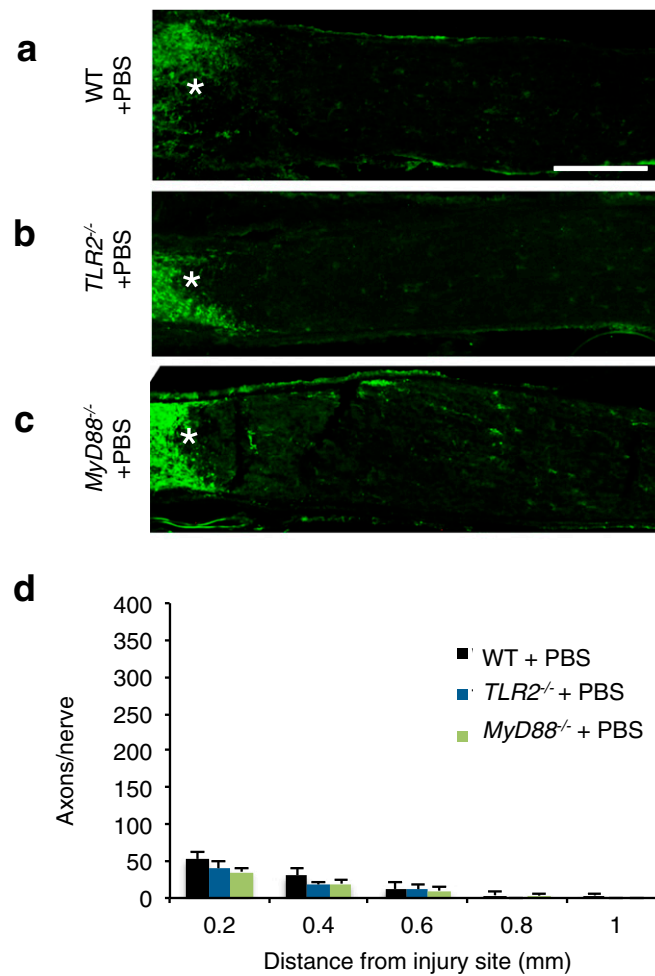 a
WT
+PBS
*
b
TLR2-/-
+PBS
*
c
MyD88-/-
+PBS
*
d
400
350
300
250
200
150
100
50
0
Axons/nerve
WT + PBS
TLR2-/- + PBS
MyD88-/- + PBS
0.2 0.4 0.6 0.8 1
Distance from injury site (mm)